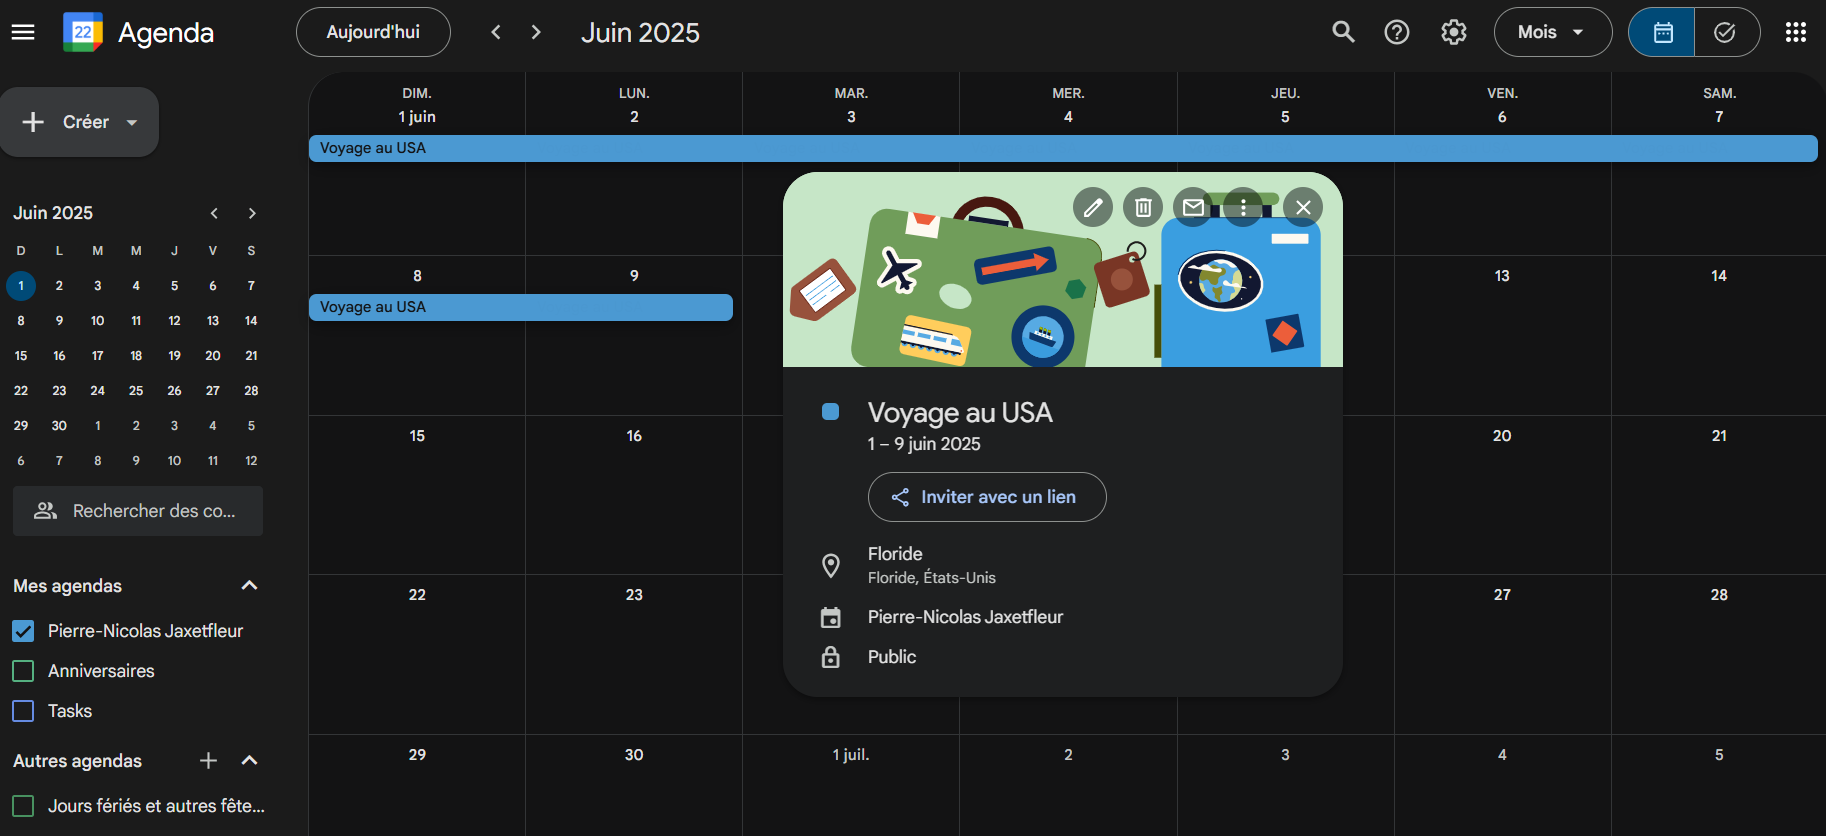 22 Agenda Aujourd'hui Juin 2025 Mois
Créer
Juin 2025
D L M M J V S
1 2 3 4 5 6 7
8 9 10 11 12 13 14
15 16 17 18 19 20 21
22 23 24 25 26 27 28
29 30 1 2 3 4 5
6 7 8 9 10 11 12
Rechercher des co...
Mes agendas
Pierre-Nicolas Jaxetfleur
Anniversaires
Tasks
Autres agendas
Jours fériés et autres fête...
DIM. LUN. MAR. MER. JEU. VEN. SAM.
1 juin 2 3 4 5 6 7
Voyage au USA
8 9 13 14
Voyage au USA
15 16 20 21
22 23 27 28
29 30 1 juil. 2 3 4 5
Voyage au USA
1 – 9 juin 2025
Inviter avec un lien
Floride
Floride, États-Unis
Pierre-Nicolas Jaxetfleur
Public